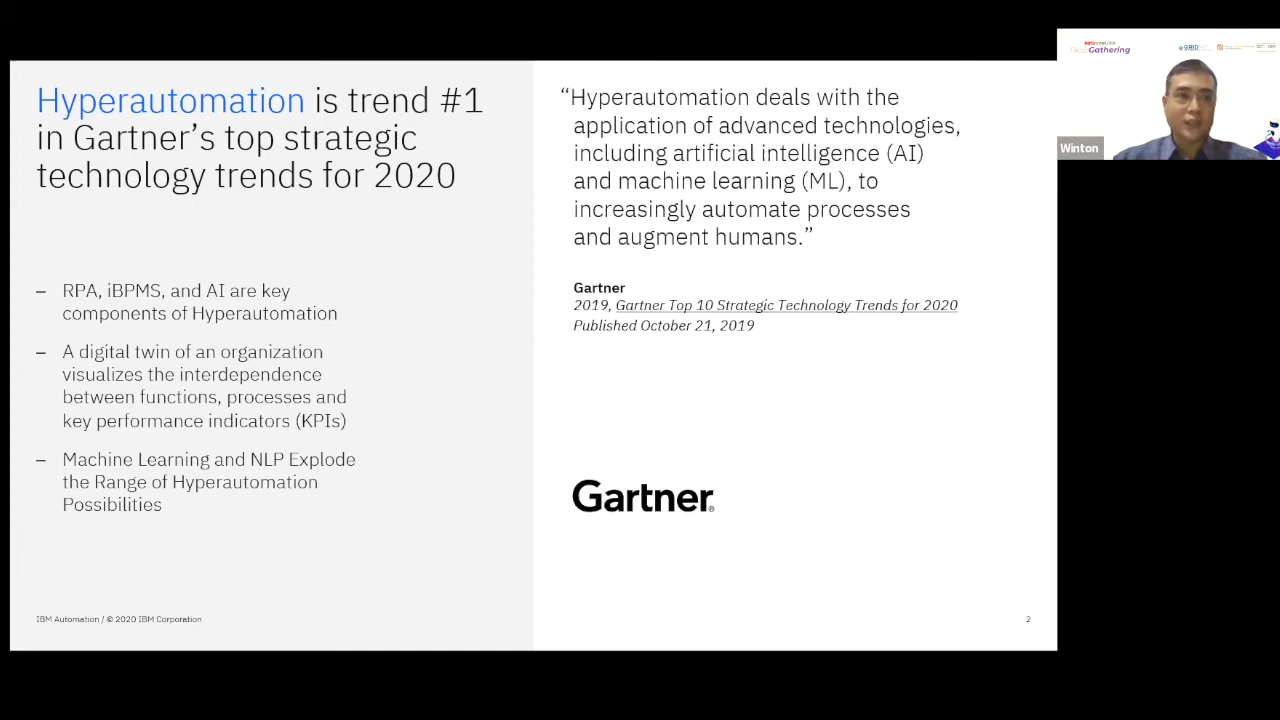 Hyperautomation is trend #1
in Gartner's top strategic
technology trends for 2020
– RPA, iBPMS, and AI are key
components of Hyperautomation
– A digital twin of an organization
visualizes the interdependence
between functions, processes and
key performance indicators (KPIs)
– Machine Learning and NLP Explode
the Range of Hyperautomation
Possibilities
IBM Automation / © 2020 IBM Corporation
“Hyperautomation deals with the
application of advanced technologies,
including artificial intelligence (AI)
and machine learning (ML), to
increasingly automate processes
and augment humans.”
Gartner
2019, Gartner Top 10 Strategic Technology Trends for 2020
Published October 21, 2019
Gartner®
2
Gathering
Winton